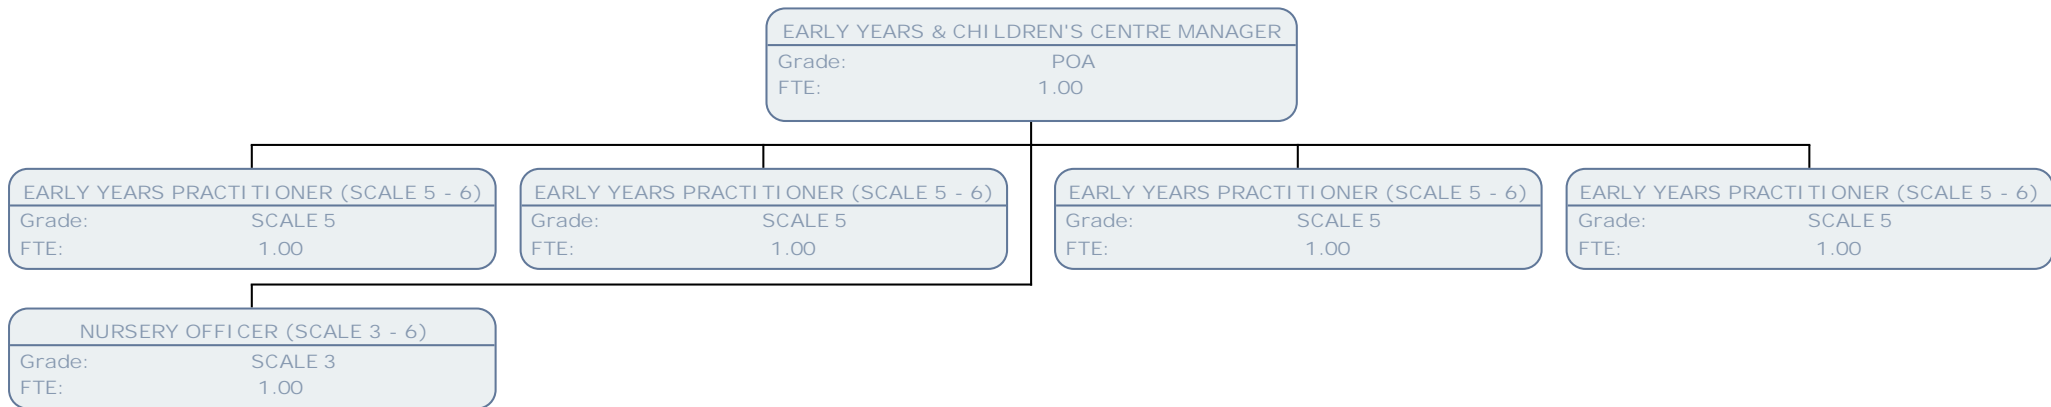 EARLY YEARS & CHILDREN'S CENTRE MANAGER
Grade: POA
FTE: 1.00
EARLY YEARS PRACTITIONER (SCALE 5 - 6)
Grade: SCALE 5
FTE: 1.00
EARLY YEARS PRACTITIONER (SCALE 5 - 6)
Grade: SCALE 5
FTE: 1.00
EARLY YEARS PRACTITIONER (SCALE 5 - 6)
Grade: SCALE 5
FTE: 1.00
EARLY YEARS PRACTITIONER (SCALE 5 - 6)
Grade: SCALE 5
FTE: 1.00
NURSERY OFFICER (SCALE 3 - 6)
Grade: SCALE 3
FTE: 1.00